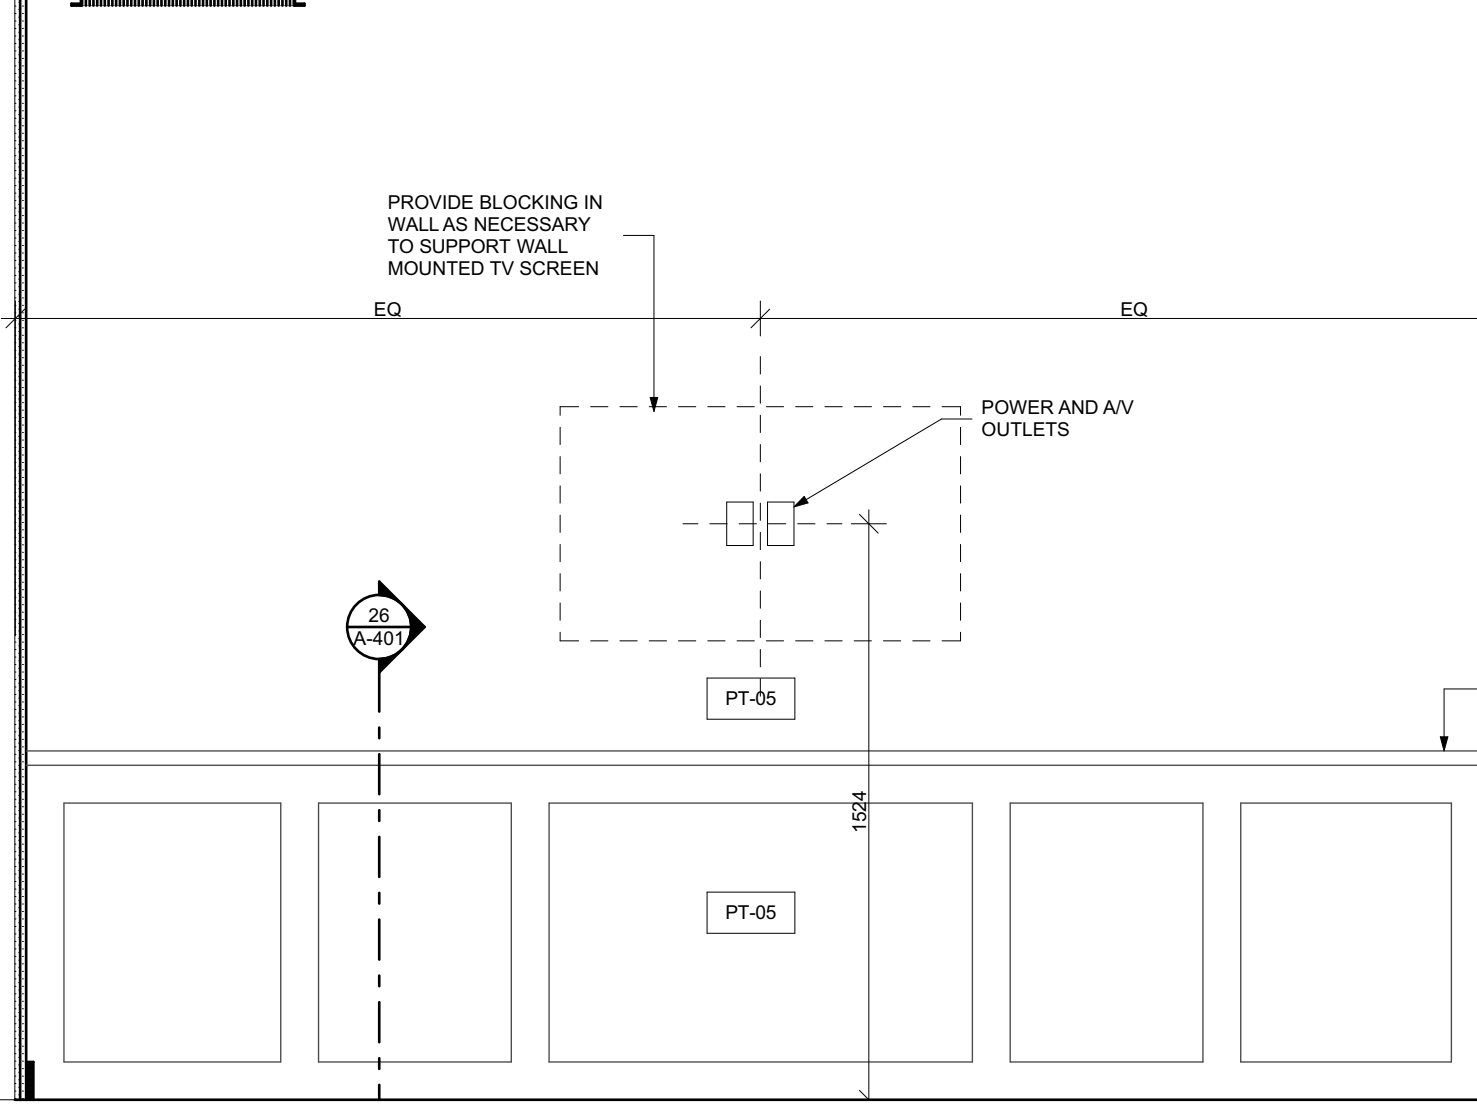 PROVIDE BLOCKING IN
WALL AS NECESSARY
TO SUPPORT WALL
MOUNTED TV SCREEN
EQ
EQ
POWER AND A/V
OUTLETS
26
A-401
PT-05
1524
PT-05